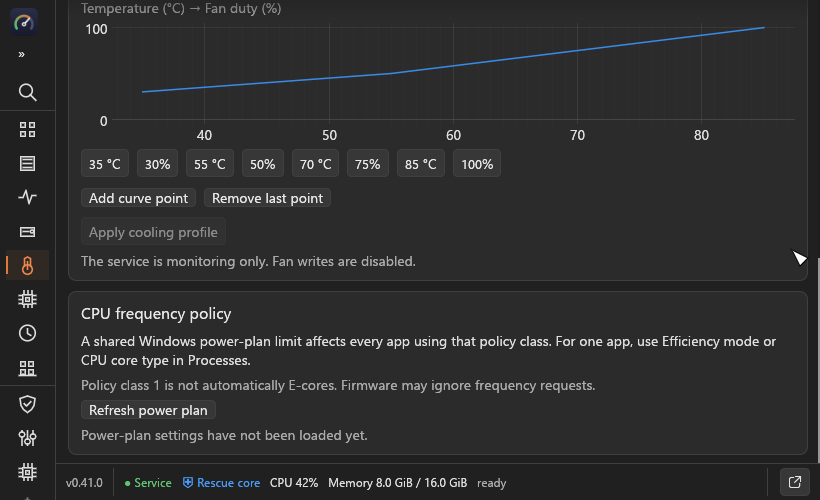 Temperature (°C) → Fan duty (%)
100
0
40 50 60 70 80
35 °C 30% 55 °C 50% 70 °C 75% 85 °C 100%
Add curve point Remove last point
Apply cooling profile
The service is monitoring only. Fan writes are disabled.
CPU frequency policy
A shared Windows power-plan limit affects every app using that policy class. For one app, use Efficiency mode or
CPU core type in Processes.
Policy class 1 is not automatically E-cores. Firmware may ignore frequency requests.
Refresh power plan
Power-plan settings have not been loaded yet.
v0.41.0 Service Rescue core CPU 42% Memory 8.0 GiB / 16.0 GiB ready